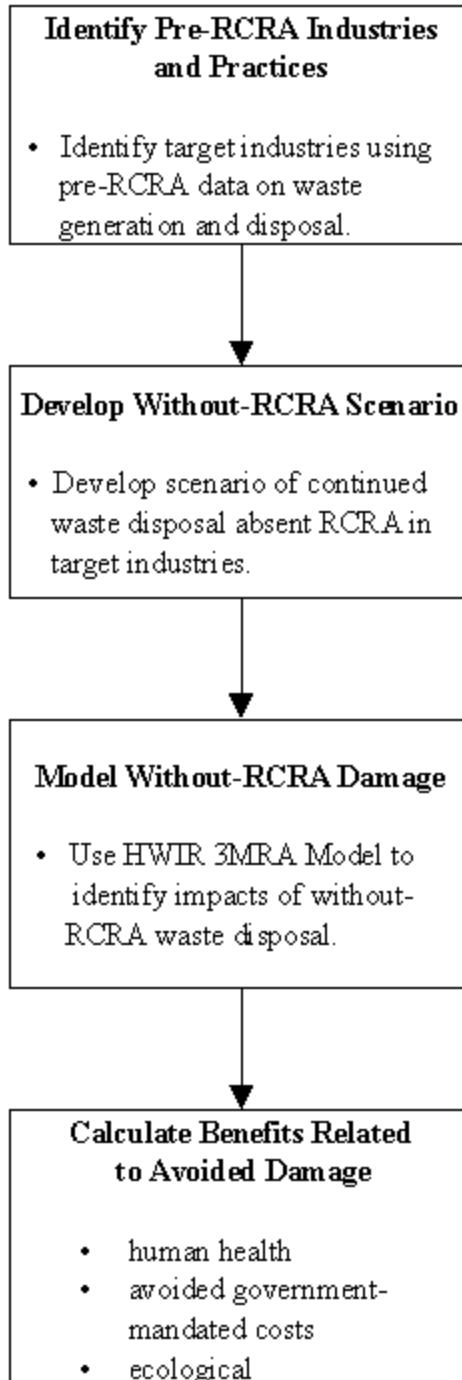 Identify Pre-RCRA Industries
and Practices
• Identify target industries using
pre-RCRA data on waste
generation and disposal.
Develop Without-RCRA Scenario
• Develop scenario of continued
waste disposal absent RCRA in
target industries.
Model Without-RCRA Damage
• Use HWIR 3MRA Model to
identify impacts of without-
RCRA waste disposal.
Calculate Benefits Related
to Avoided Damage
• human health
• avoided government-
mandated costs
• ecological